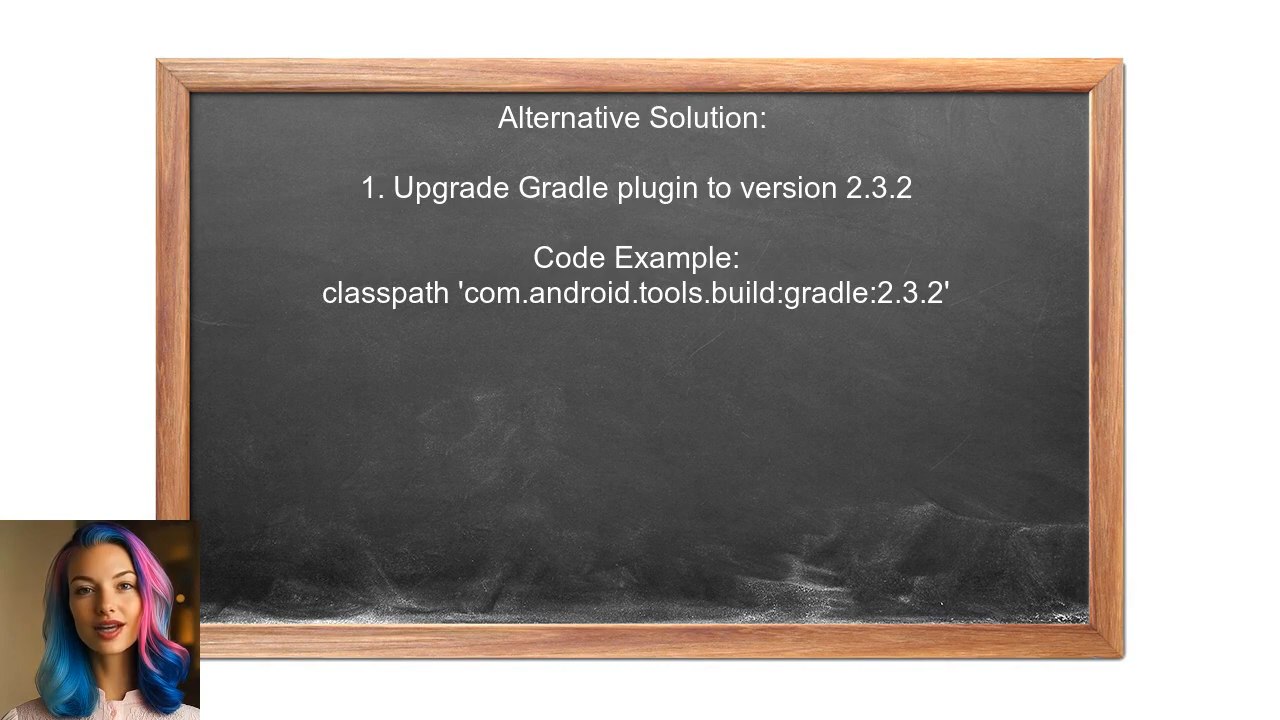 Alternative Solution:
1. Upgrade Gradle plugin to version 2.3.2
Code Example:
classpath 'com.android.tools.build:gradle:2.3.2'